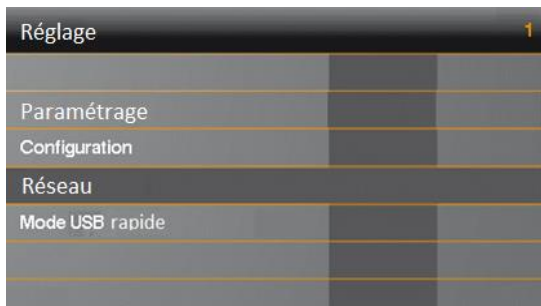 Réglage 1
Paramétrage
Configuration
Réseau
Mode USB rapide